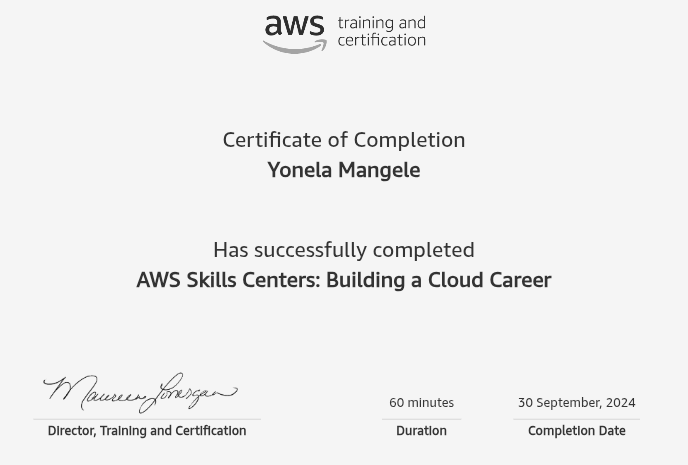 aws training and
certification
Certificate of Completion
Yonela Mangele
Has successfully completed
AWS Skills Centers: Building a Cloud Career
Maureen Lonergan
60 minutes
30 September, 2024
Director, Training and Certification
Duration
Completion Date